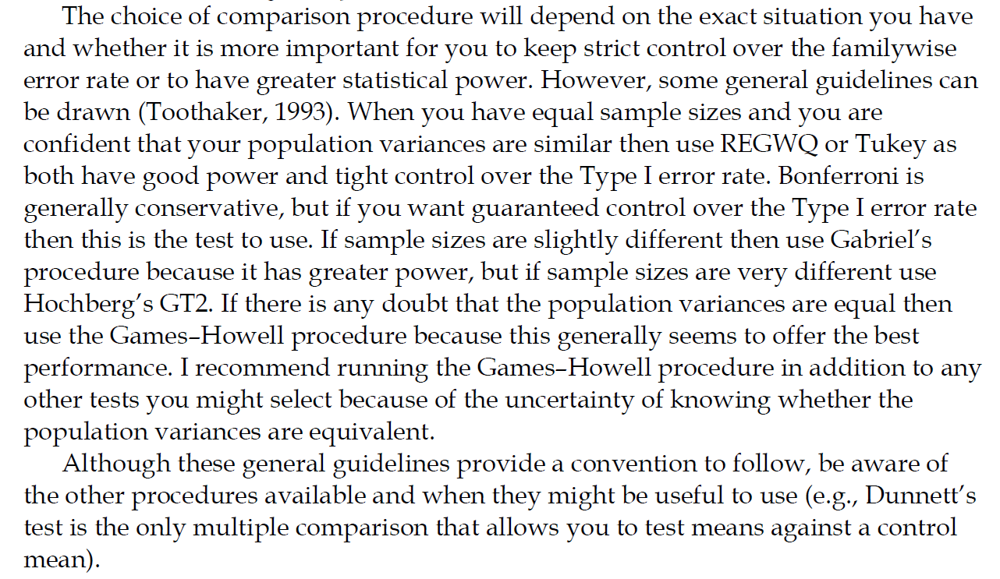 The choice of comparison procedure will depend on the exact situation you have
and whether it is more important for you to keep strict control over the familywise
error rate or to have greater statistical power. However, some general guidelines can
be drawn (Toothaker, 1993). When you have equal sample sizes and you are
confident that your population variances are similar then use REGWQ or Tukey as
both have good power and tight control over the Type I error rate. Bonferroni is
generally conservative, but if you want guaranteed control over the Type I error rate
then this is the test to use. If sample sizes are slightly different then use Gabriel’s
procedure because it has greater power, but if sample sizes are very different use
Hochberg’s GT2. If there is any doubt that the population variances are equal then
use the Games–Howell procedure because this generally seems to offer the best
performance. I recommend running the Games–Howell procedure in addition to any
other tests you might select because of the uncertainty of knowing whether the
population variances are equivalent.
Although these general guidelines provide a convention to follow, be aware of
the other procedures available and when they might be useful to use (e.g., Dunnett’s
test is the only multiple comparison that allows you to test means against a control
mean).